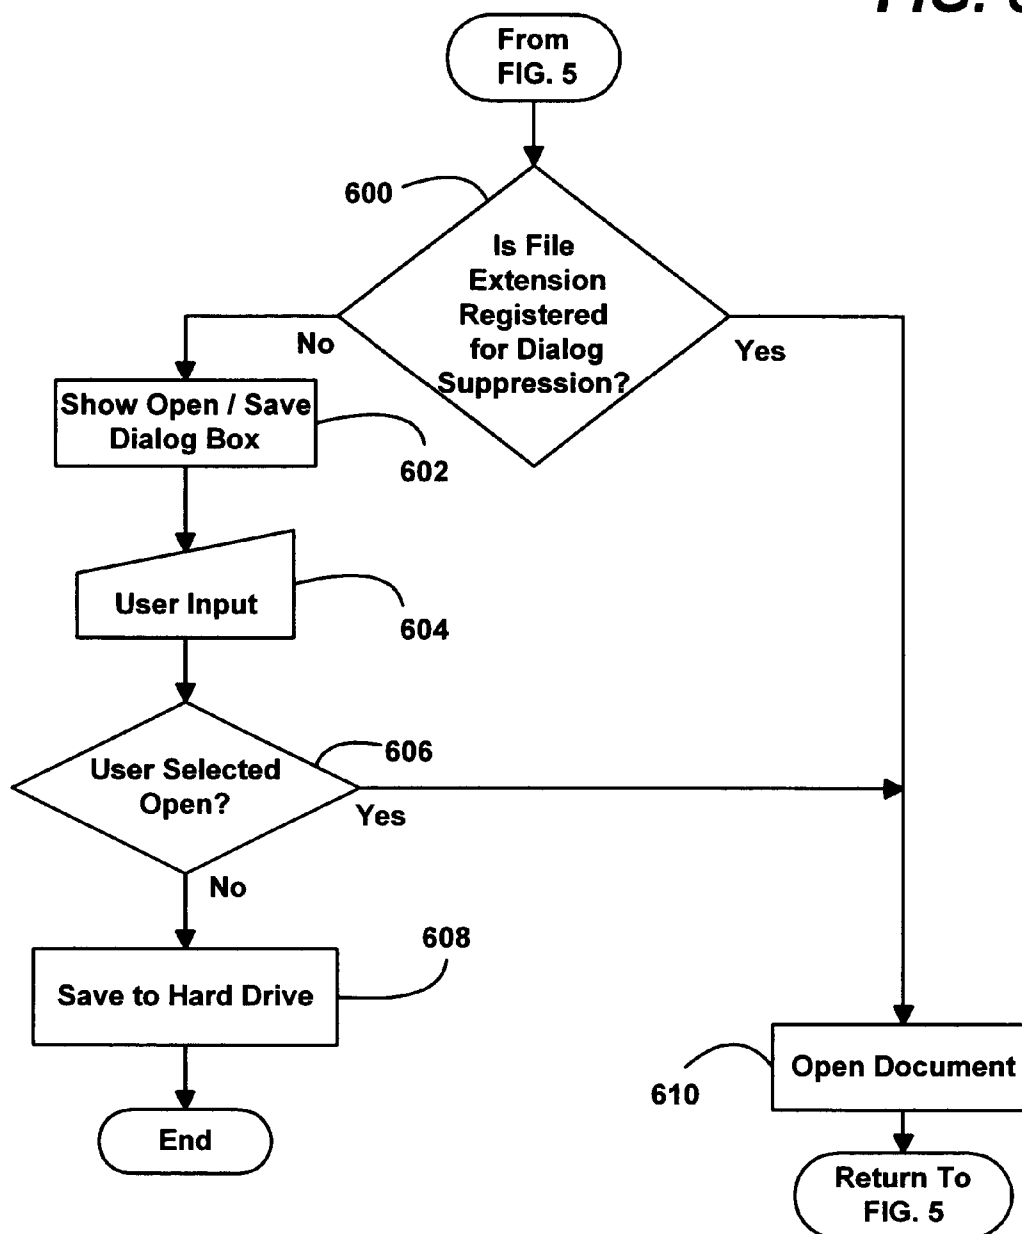 FIG.
From
FIG. 5
600
Is File
Extension
Registered
for Dialog
Suppression?
No
Yes
Show Open / Save
Dialog Box
602
User Input
604
606
User Selected
Open?
Yes
No
608
Save to Hard Drive
610
Open Document
End
Return To
FIG. 5